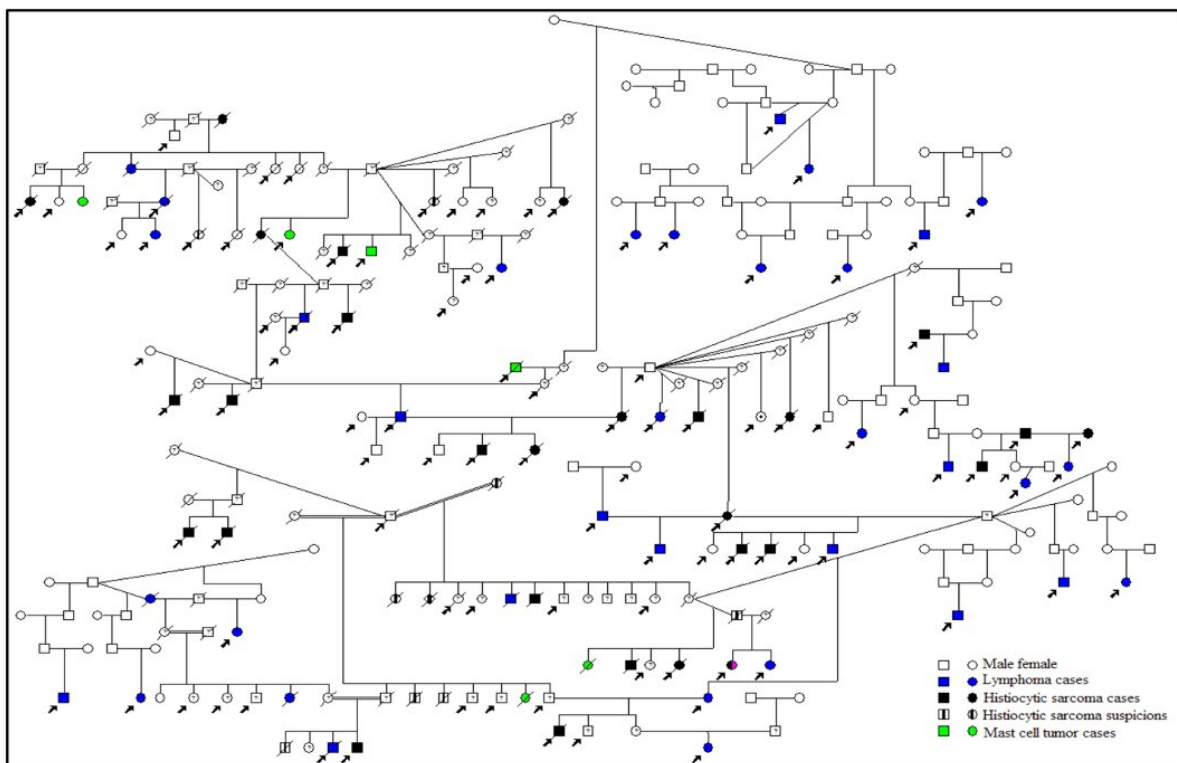 Male female
Lymphoma cases
Histiocytic sarcoma cases
Histiocytic sarcoma suspicions
Mast cell tumor cases